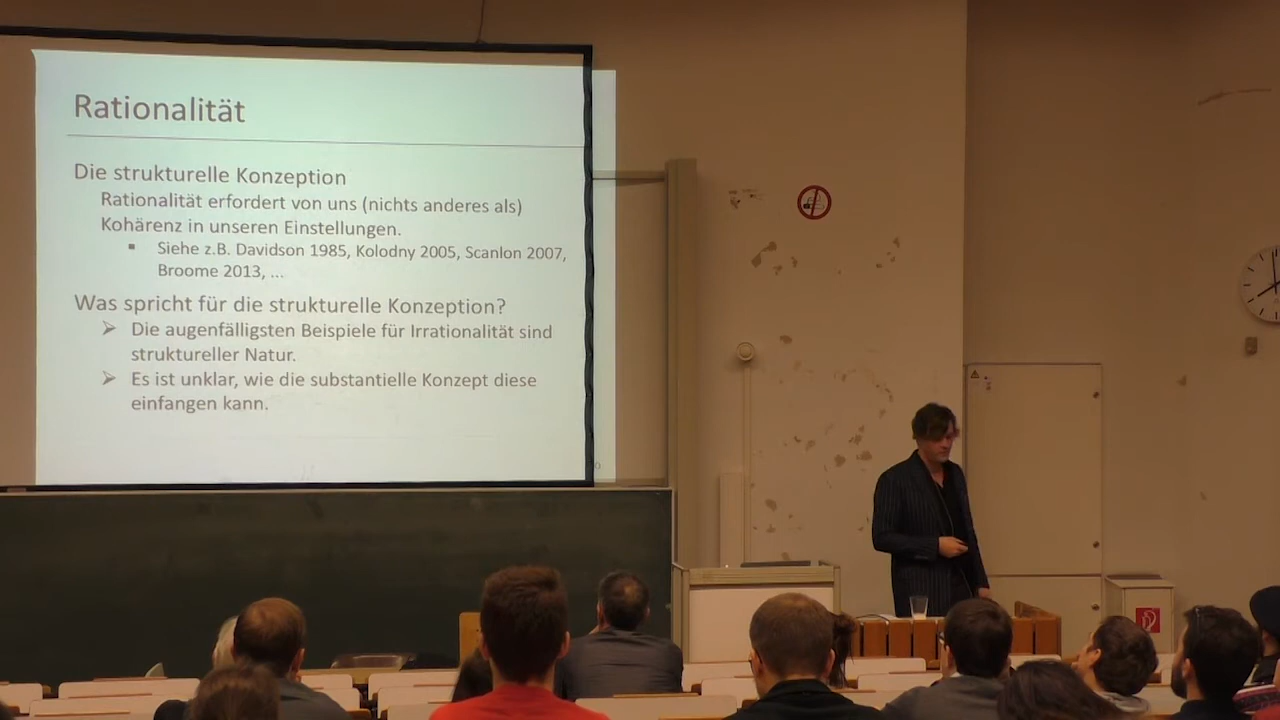 Rationalität
Die strukturelle Konzeption
Rationalität erfordert von uns (nichts anderes als)
Kohärenz in unseren Einstellungen.
▪ Siehe z.B. Davidson 1985, Kolodny 2005, Scanlon 2007,
Broome 2013, ...
Was spricht für die strukturelle Konzeption?
➢ Die augenfälligsten Beispiele für Irrationalität sind
struktureller Natur.
➢ Es ist unklar, wie die substantielle Konzept diese
einfangen kann.